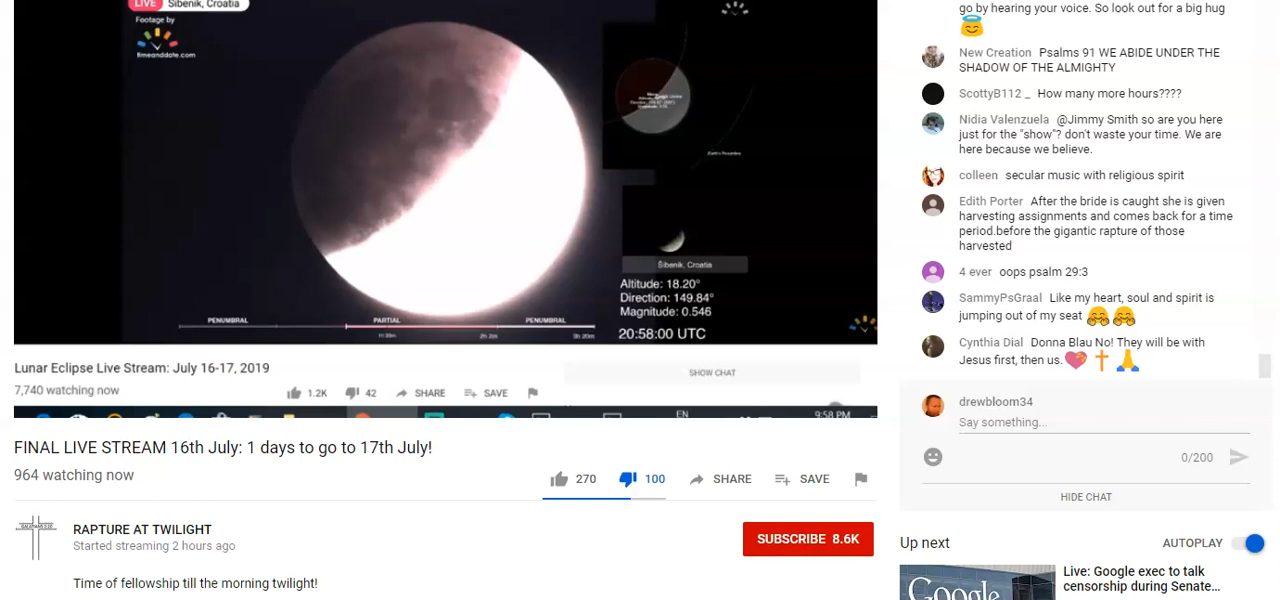 LIVE Šibenik, Croatia
Footage by
timeanddate.com
Šibenik, Croatia
Altitude: 18.20°
Direction: 149.84°
Magnitude: 0.546
20:58:00 UTC
PENUMBRAL PARTIAL PENUMBRAL
Lunar Eclipse Live Stream: July 16-17, 2019
7,740 watching now
1.2K 42 SHARE SAVE
SHOW CHAT
EN
9:58 PM
FINAL LIVE STREAM 16th July: 1 days to go to 17th July!
964 watching now
270 100 SHARE SAVE
RAPTURE AT TWILIGHT
Started streaming 2 hours ago
SUBSCRIBE 8.6K
Time of fellowship till the morning twilight!
go by hearing your voice. So look out for a big hug
New Creation Psalms 91 WE ABIDE UNDER THE
SHADOW OF THE ALMIGHTY
ScottyB112 _ How many more hours????
Nidia Valenzuela @Jimmy Smith so are you here
just for the "show"? don't waste your time. We are
here because we believe.
colleen secular music with religious spirit
Edith Porter After the bride is caught she is given
harvesting assignments and comes back for a time
period.before the gigantic rapture of those
harvested
4 ever oops psalm 29:3
SammyPsGraal Like my heart, soul and spirit is
jumping out of my seat
Cynthia Dial Donna Blau No! They will be with
Jesus first, then us.
drewbloom34
Say something...
0/200
HIDE CHAT
Up next
AUTOPLAY
Google
Live: Google exec to talk
censorship during Senate...